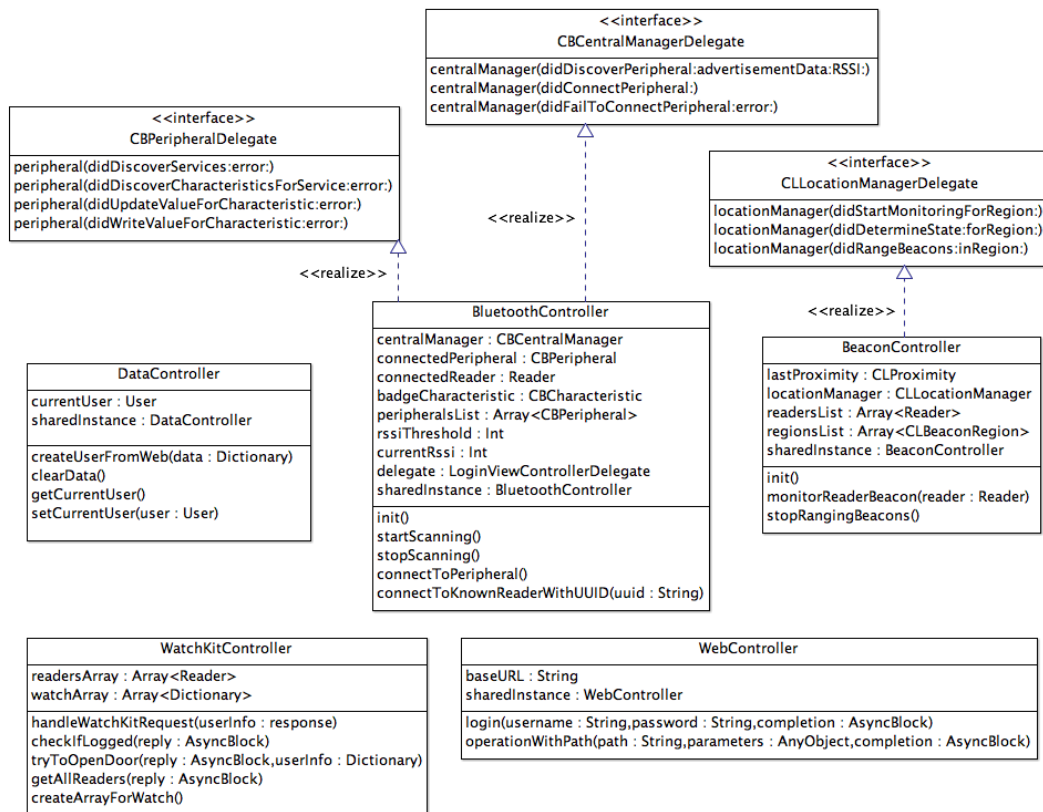 <<interface>>
CBCentralManagerDelegate
centralManager(didDiscoverPeripheral:advertisementData:RSSI:)
centralManager(didConnectPeripheral:)
centralManager(didFailToConnectPeripheral:error:)
<<interface>>
CBPeripheralDelegate
peripheral(didDiscoverServices:error:)
peripheral(didDiscoverCharacteristicsForService:error:)
peripheral(didUpdateValueForCharacteristic:error:)
peripheral(didWriteValueForCharacteristic:error:)
<<interface>>
CLLocationManagerDelegate
locationManager(didStartMonitoringForRegion:)
locationManager(didDetermineState:forRegion:)
locationManager(didRangeBeacons:inRegion:)
<<realize>>
<<realize>>
<<realize>>
BluetoothController
centralManager : CBCentralManager
connectedPeripheral : CBPeripheral
connectedReader : Reader
badgeCharacteristic : CBCharacteristic
peripheralsList : Array<CBPeripheral>
rssiThreshold : Int
currentRssi : Int
delegate : LoginViewControllerDelegate
sharedInstance : BluetoothController
init()
startScanning()
stopScanning()
connectToPeripheral()
connectToKnownReaderWithUUID(uuid : String)
BeaconController
lastProximity : CLProximity
locationManager : CLLocationManager
readersList : Array<Reader>
regionsList : Array<CLBeaconRegion>
sharedInstance : BeaconController
init()
monitorReaderBeacon(reader : Reader)
stopRangingBeacons()
DataController
currentUser : User
sharedInstance : DataController
createUserFromWeb(data : Dictionary)
clearData()
getCurrentUser()
setCurrentUser(user : User)
WatchKitController
readersArray : Array<Reader>
watchArray : Array<Dictionary>
handleWatchKitRequest(userInfo : response)
checkIfLogged(reply : AsyncBlock)
tryToOpenDoor(reply : AsyncBlock,userInfo : Dictionary)
getAllReaders(reply : AsyncBlock)
createArrayForWatch()
WebController
baseURL : String
sharedInstance : WebController
login(username : String,password : String,completion : AsyncBlock)
operationWithPath(path : String,parameters : AnyObject,completion : AsyncBlock)